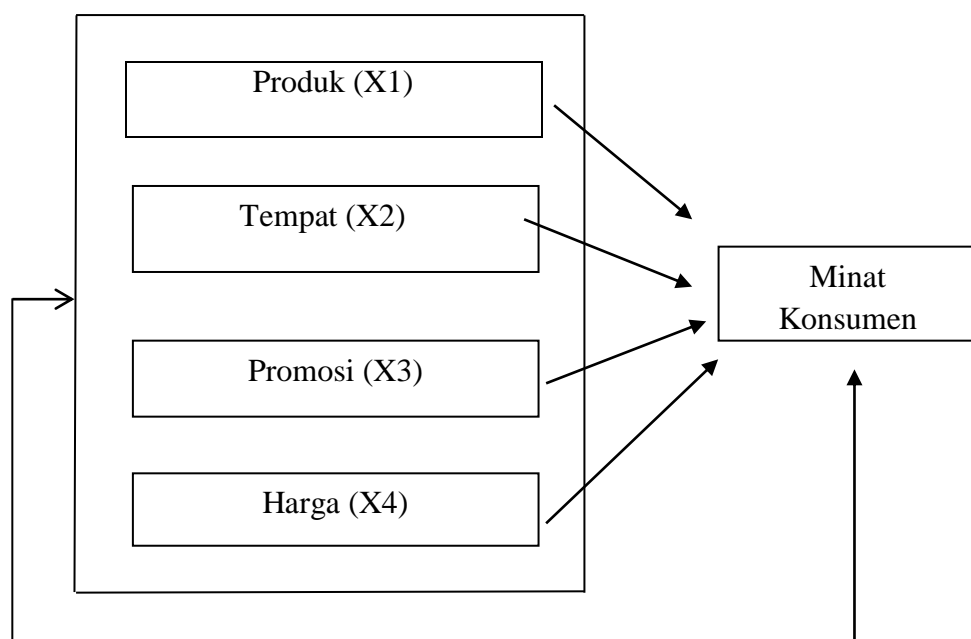 Produk (X1)
Tempat (X2)
Promosi (X3)
Harga (X4)
Minat
Konsumen